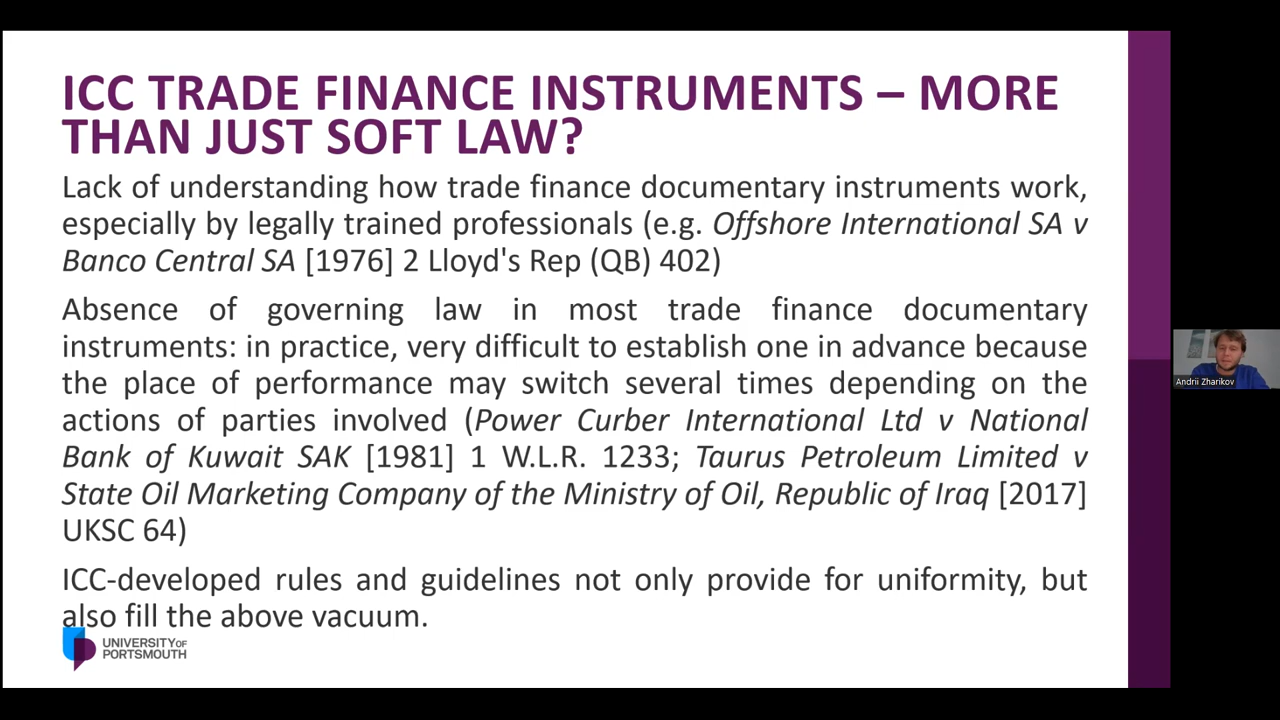 ICC TRADE FINANCE INSTRUMENTS – MORE
THAN JUST SOFT LAW?
Lack of understanding how trade finance documentary instruments work,
especially by legally trained professionals (e.g. Offshore International SA v
Banco Central SA [1976] 2 Lloyd's Rep (QB) 402)
Absence of governing law in most trade finance documentary
instruments: in practice, very difficult to establish one in advance because
the place of performance may switch several times depending on the
actions of parties involved (Power Curber International Ltd v National
Bank of Kuwait SAK [1981] 1 W.L.R. 1233; Taurus Petroleum Limited v
State Oil Marketing Company of the Ministry of Oil, Republic of Iraq [2017]
UKSC 64)
ICC-developed rules and guidelines not only provide for uniformity, but
also fill the above vacuum.
UNIVERSITY OF
PORTSMOUTH
Andrii Zharikov